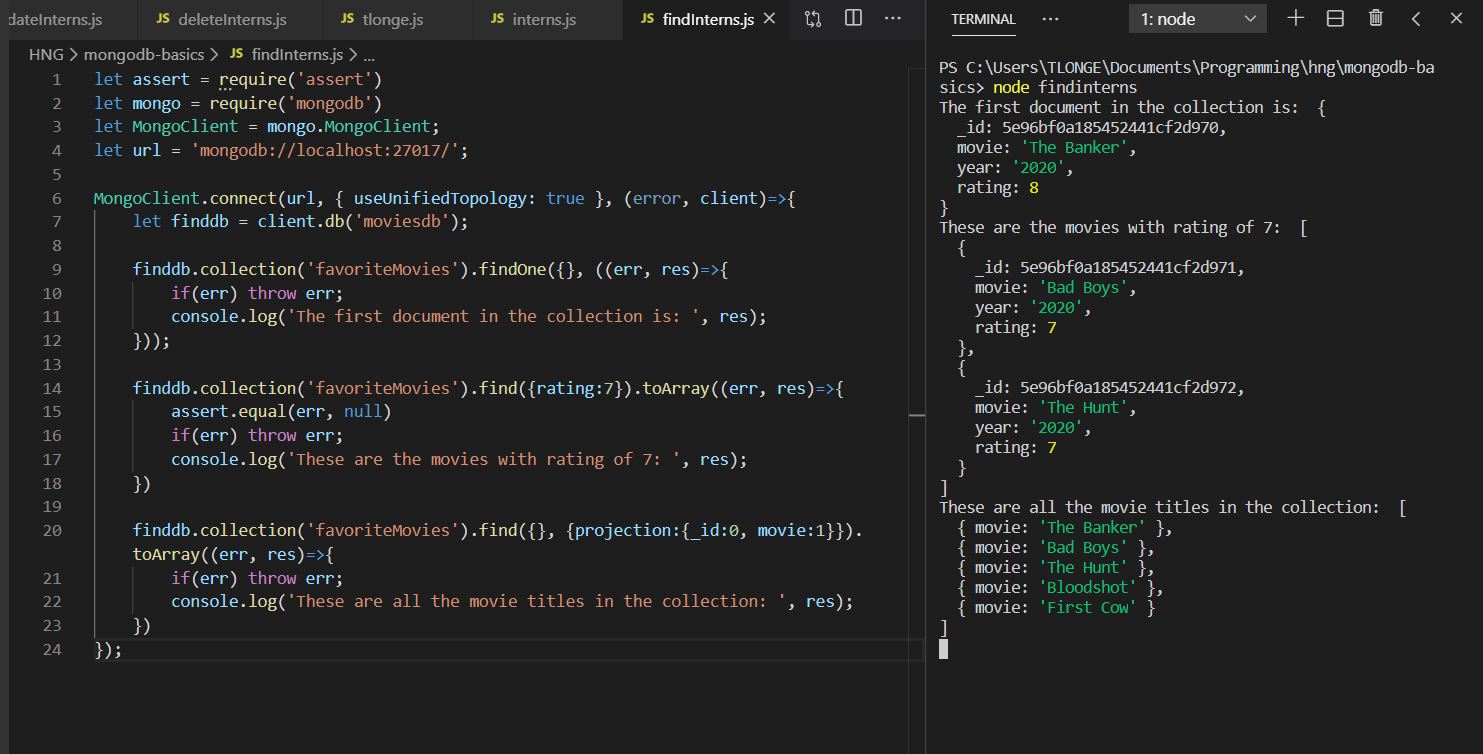 dateInterns.js JS deleteInterns.js JS tlonge.js JS interns.js JS findInterns.js
HNG > mongodb-basics > JS findInterns.js > ...
1 let assert = require('assert')
2 let mongo = require('mongodb')
3 let MongoClient = mongo.MongoClient;
4 let url = 'mongodb://localhost:27017/';
5
6 MongoClient.connect(url, { useUnifiedTopology: true }, (error, client)=>{
7 let finddb = client.db('moviesdb');
8
9 finddb.collection('favoriteMovies').findOne({}, ((err, res)=>{
10 if(err) throw err;
11 console.log('The first document in the collection is: ', res);
12 }));
13
14 finddb.collection('favoriteMovies').find({rating:7}).toArray((err, res)=>{
15 assert.equal(err, null)
16 if(err) throw err;
17 console.log('These are the movies with rating of 7: ', res);
18 })
19
20 finddb.collection('favoriteMovies').find({}, {projection:{_id:0, movie:1}}).
toArray((err, res)=>{
21 if(err) throw err;
22 console.log('These are all the movie titles in the collection: ', res);
23 })
24 });
TERMINAL ... 1: node
PS C:\Users\TLONGE\Documents\Programming\hng\mongodb-ba
sics> node findinterns
The first document in the collection is:  {
_id: 5e96bf0a185452441cf2d970,
movie: 'The Banker',
year: '2020',
rating: 8
}
These are the movies with rating of 7:  [
{
_id: 5e96bf0a185452441cf2d971,
movie: 'Bad Boys',
year: '2020',
rating: 7
},
{
_id: 5e96bf0a185452441cf2d972,
movie: 'The Hunt',
year: '2020',
rating: 7
}
]
These are all the movie titles in the collection:  [
{ movie: 'The Banker' },
{ movie: 'Bad Boys' },
{ movie: 'The Hunt' },
{ movie: 'Bloodshot' },
{ movie: 'First Cow' }
]